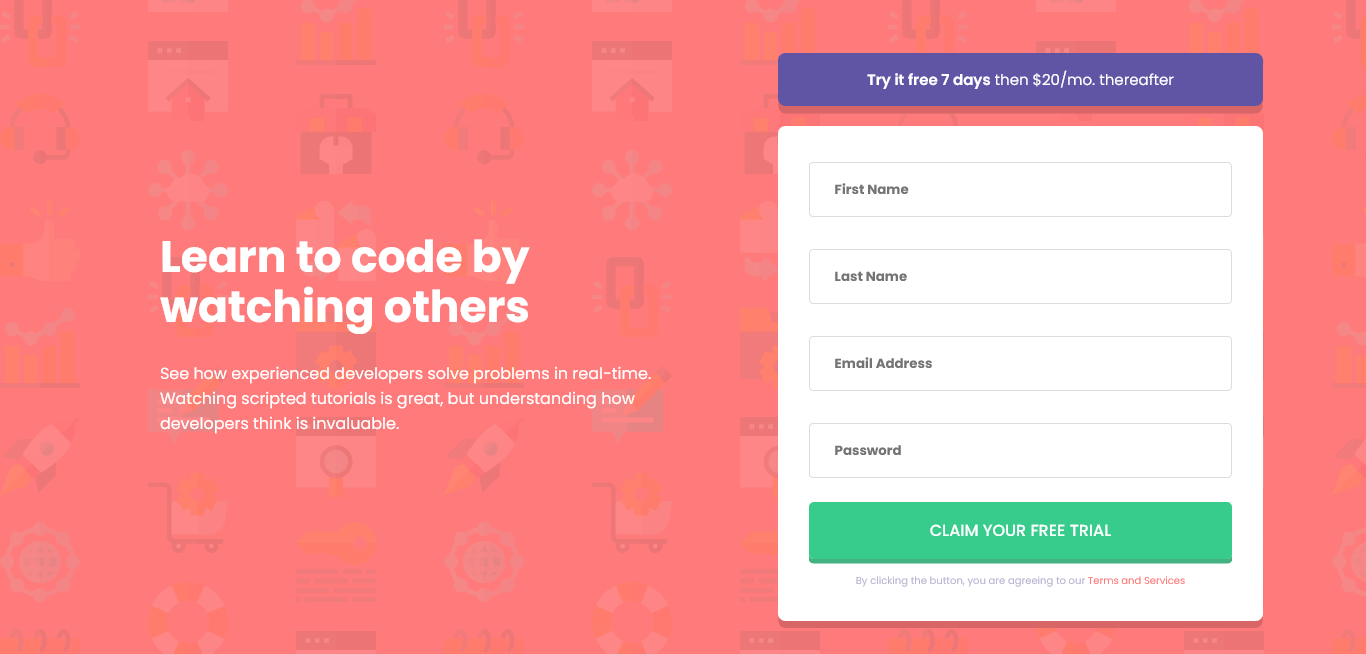 Learn to code by
watching others
See how experienced developers solve problems in real-time.
Watching scripted tutorials is great, but understanding how
developers think is invaluable.
Try it free 7 days then $20/mo. thereafter
First Name
Last Name
Email Address
Password
CLAIM YOUR FREE TRIAL
By clicking the button, you are agreeing to our Terms and Services